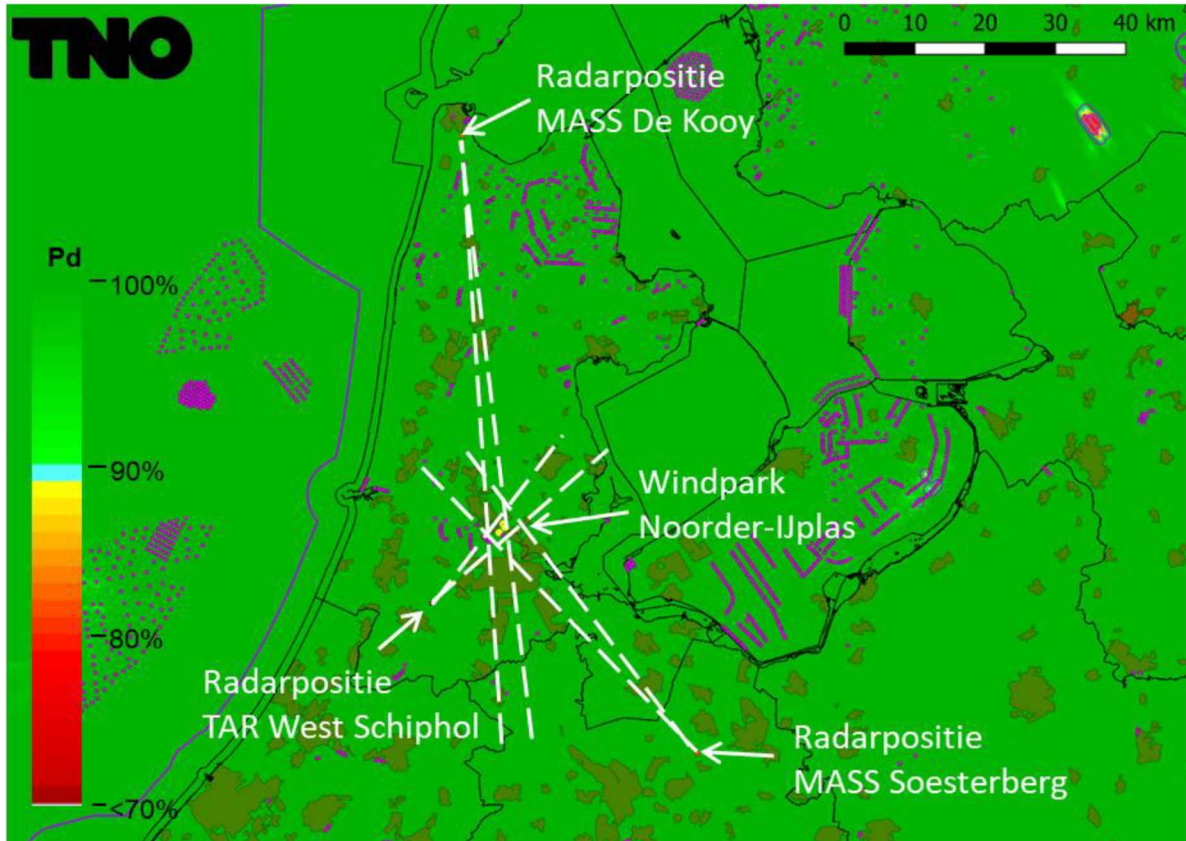 TNO
0 10 20 30 40 km
Radarpositie
MASS De Kooy
Pd
100%
90%
80%
<70%
Windpark
Noorder-IJplas
Radarpositie
TAR West Schiphol
Radarpositie
MASS Soesterberg